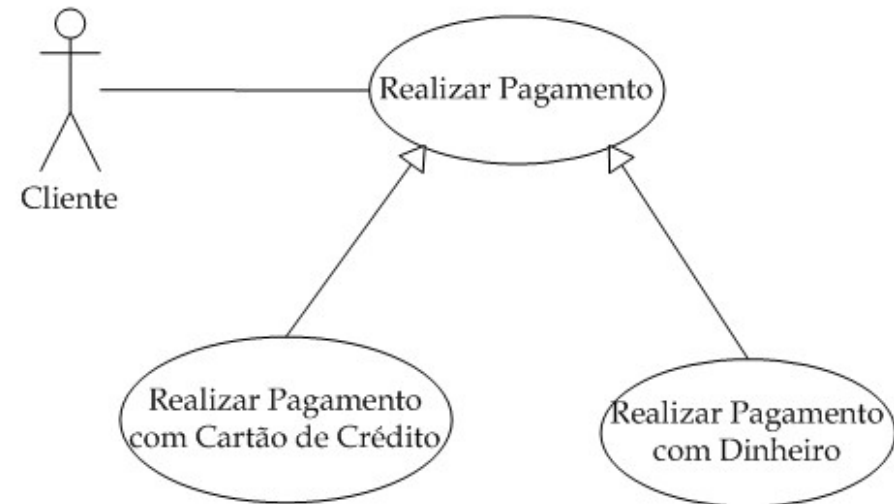 Realizar Pagamento
Cliente
Realizar Pagamento
com Cartão de Crédito
Realizar Pagamento
com Dinheiro